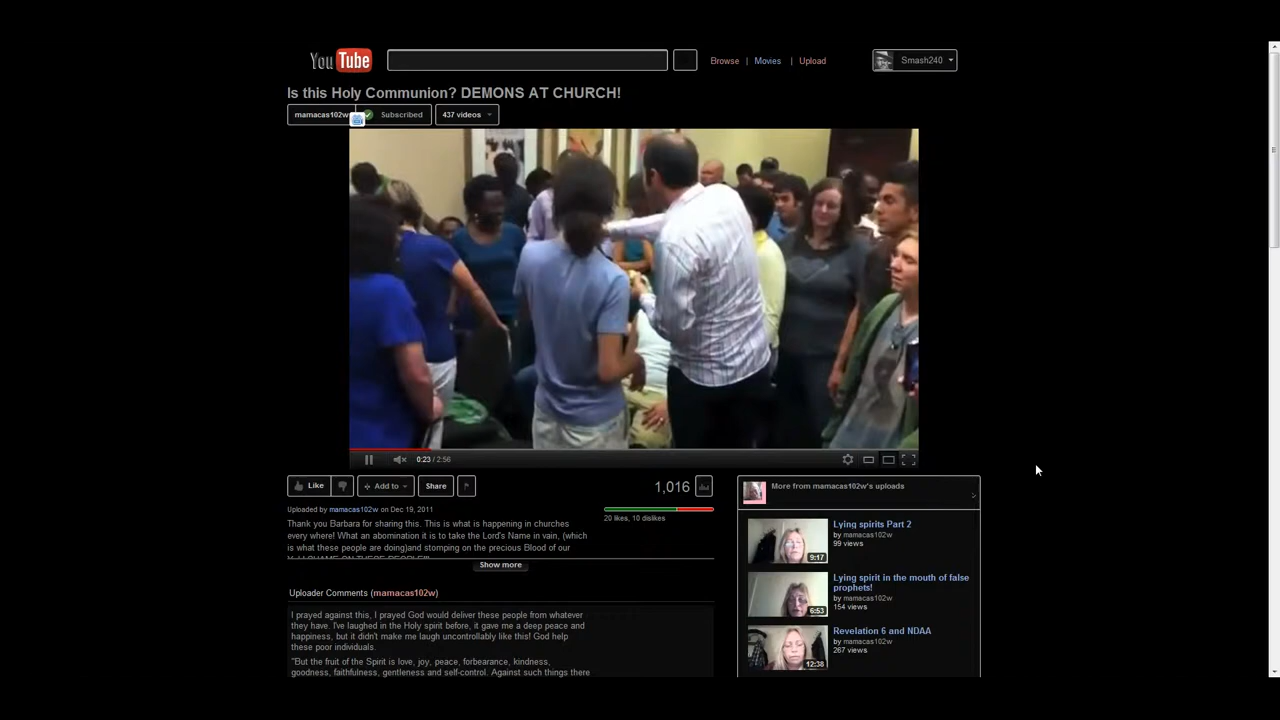 YouTube
Browse | Movies | Upload
Smash240
Is this Holy Communion? DEMONS AT CHURCH!
mamacas102w Subscribed 437 videos
0:23 / 2:56
Like Add to Share 1,016
More from mamacas102w's uploads
Uploaded by mamacas102w on Dec 19, 2011
20 likes, 10 dislikes
Thank you Barbara for sharing this. This is what is happening in churches
every where! What an abomination it is to take the Lord's Name in vain, (which
is what these people are doing)and stomping on the precious Blood of our
Show more
Uploader Comments (mamacas102w)
I prayed against this, I prayed God would deliver these people from whatever
they have. I've laughed in the Holy spirit before, it gave me a deep peace and
happiness, but it didn't make me laugh uncontrollably like this! God help
these poor individuals.
"But the fruit of the Spirit is love, joy, peace, forbearance, kindness,
goodness, faithfulness, gentleness and self-control. Against such things there
Lying spirits Part 2
by mamacas102w
99 views
9:17
Lying spirit in the mouth of false
prophets!
by mamacas102w
154 views
6:53
Revelation 6 and NDAA
by mamacas102w
267 views
12:38